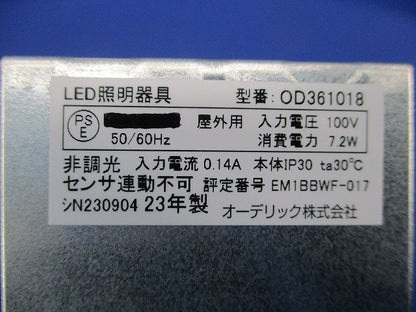 LED照明器具 型番: OD361018
PS E 屋外用 入力電圧 100V
50/60Hz 消費電力 7.2W
非調光 入力電流 0.14A 本体IP30 ta30℃
センサ連動不可 評定番号 EM1BBWF-017
シN230904 23年製 オーデリック株式会社